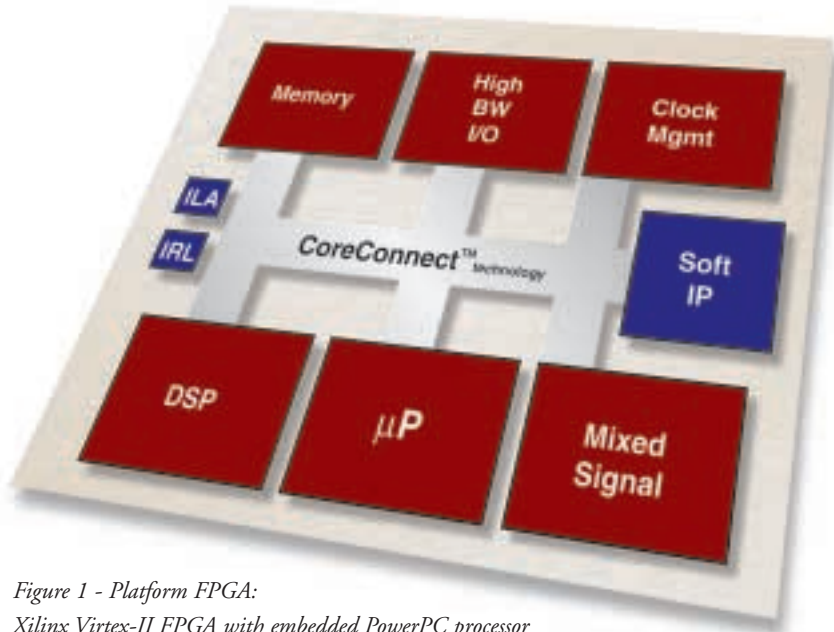 Memory
High
BW
I/O
Clock
Mgmt
ILA
IRL
CoreConnect™ technology
Soft
IP
DSP
μP
Mixed
Signal
Figure 1 - Platform FPGA:
Xilinx Virtex-II FPGA with embedded PowerPC processor